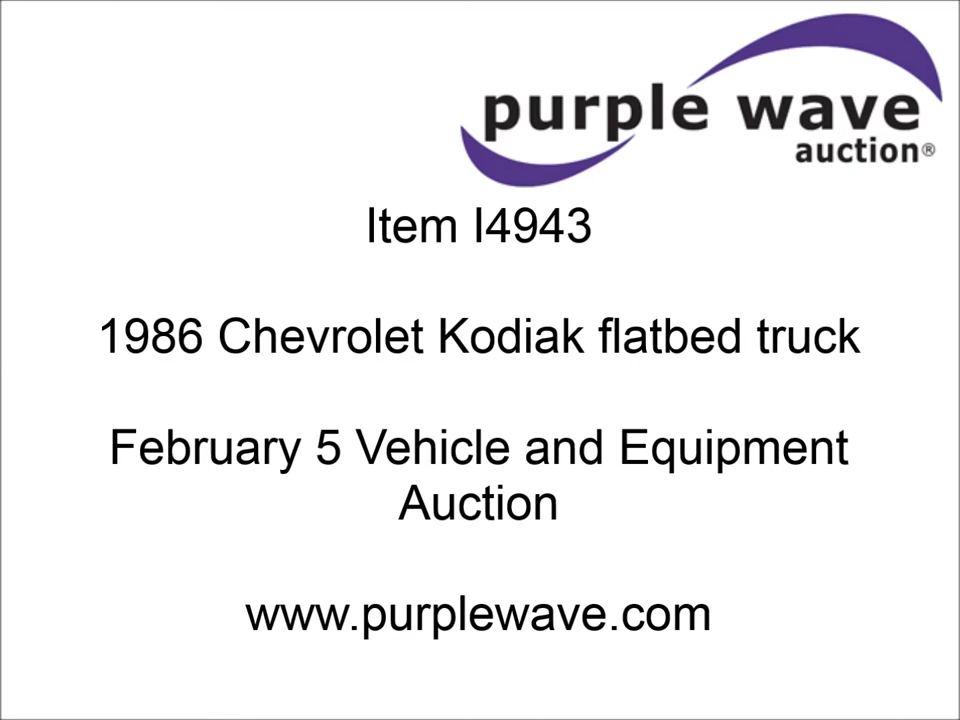 purple wave
auction®
Item I4943
1986 Chevrolet Kodiak flatbed truck
February 5 Vehicle and Equipment
Auction
www.purplewave.com